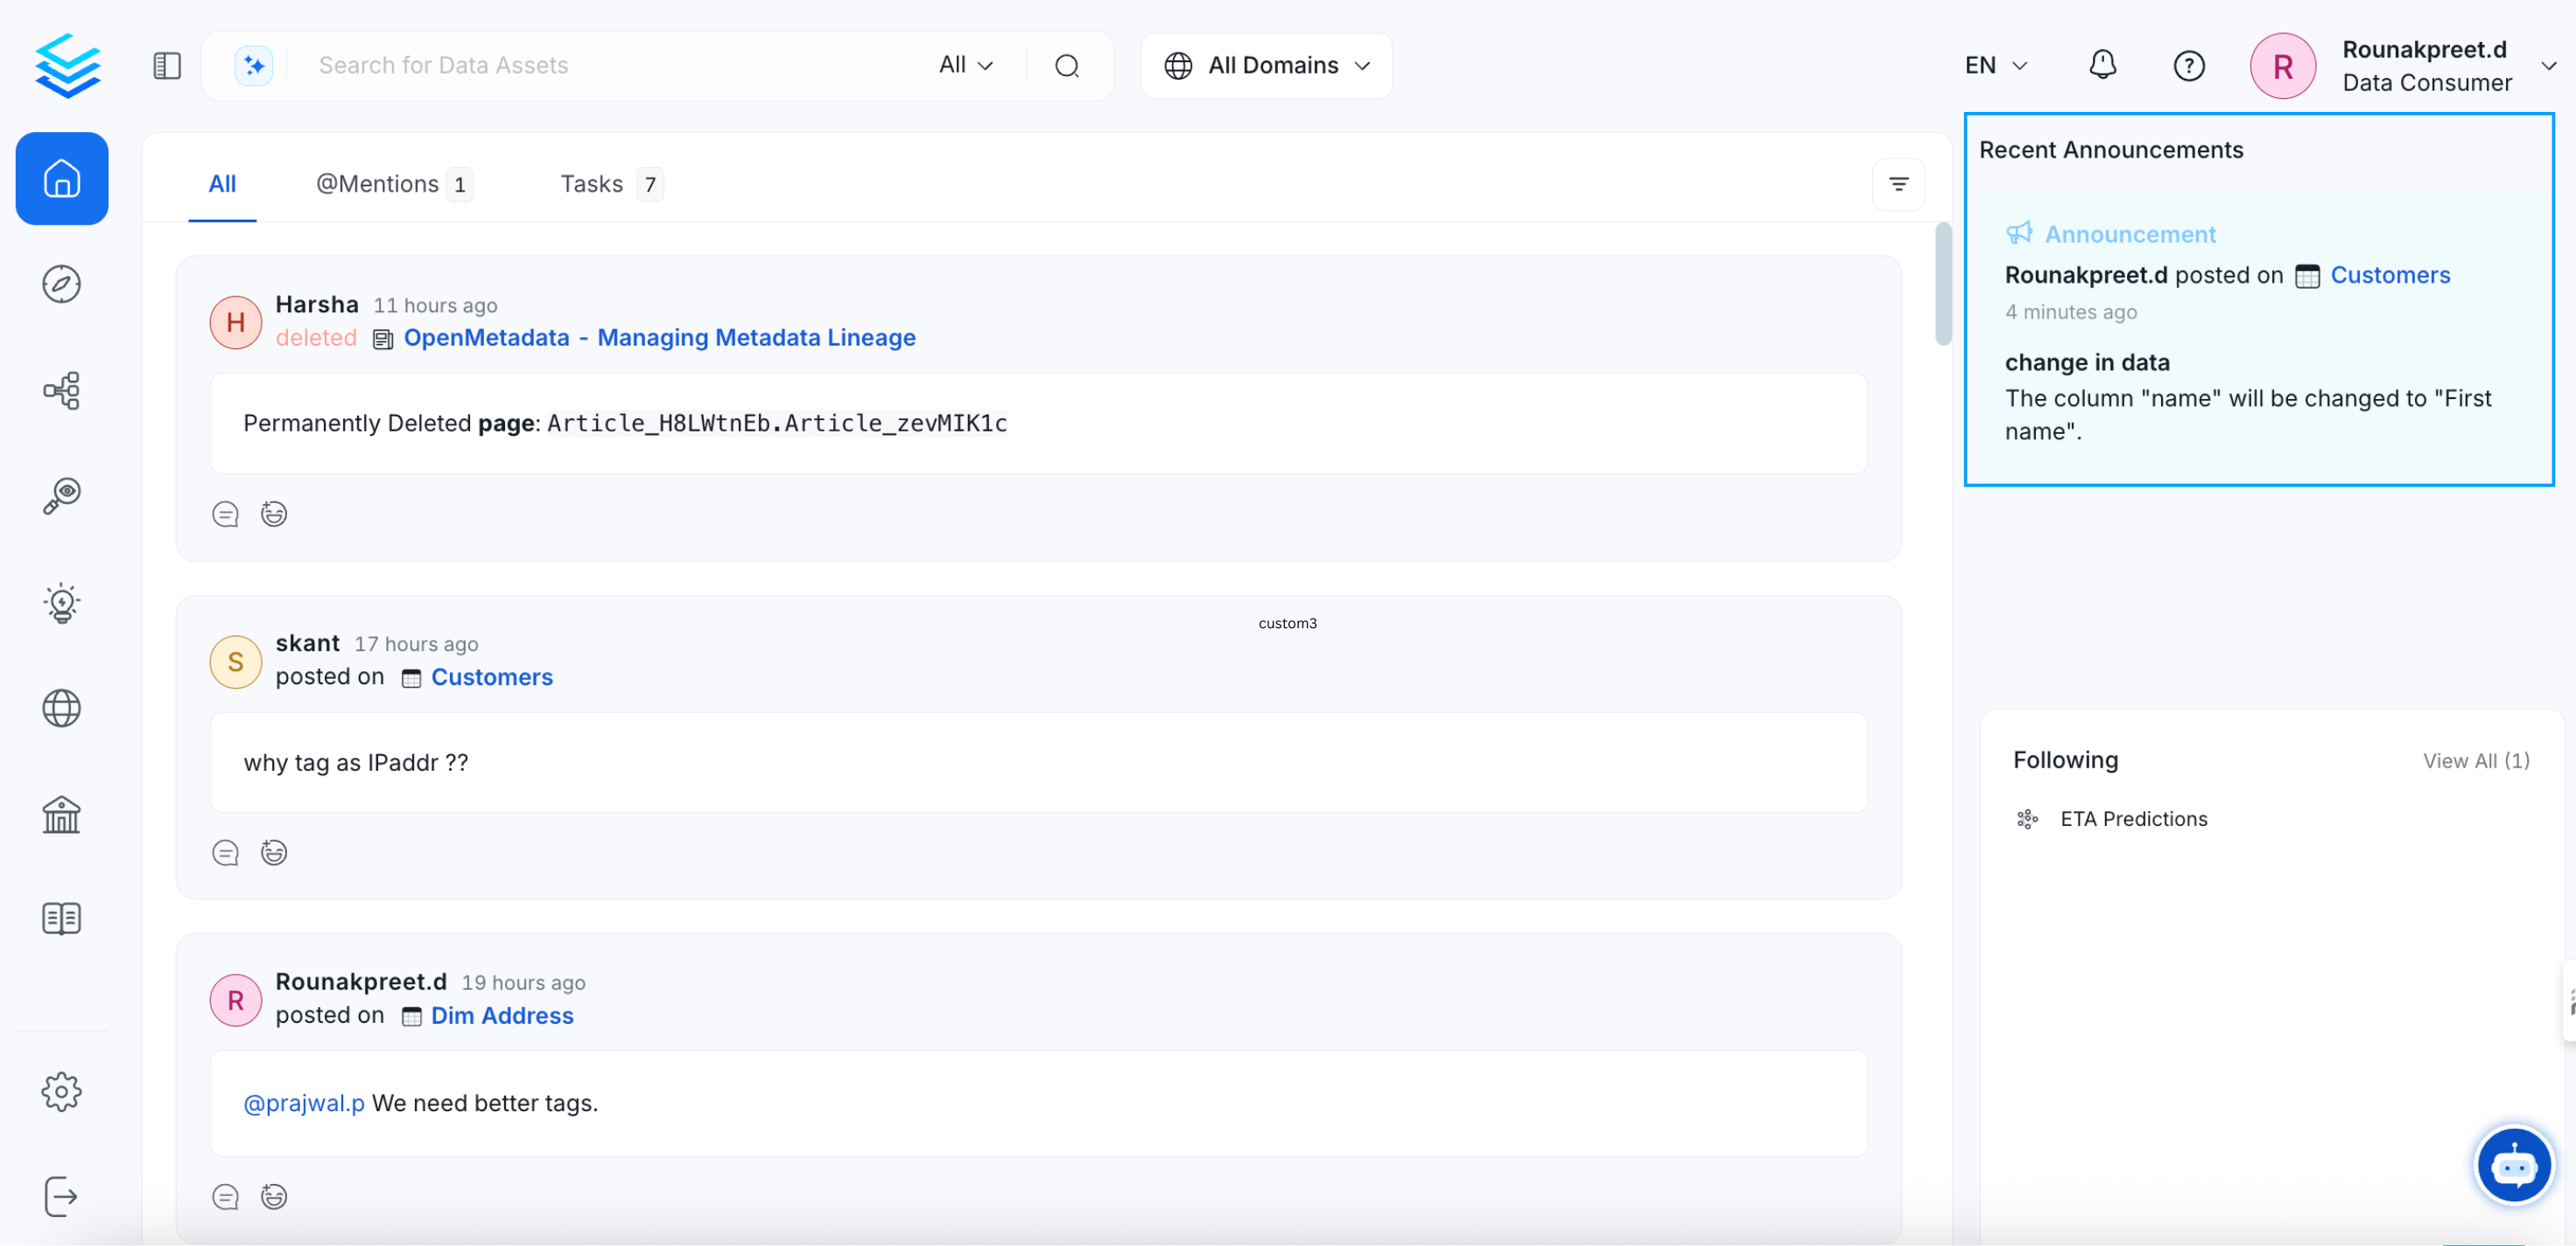 Search for Data Assets
All
All Domains
EN
R
Rounakpreet.d
Data Consumer
All
@Mentions 1
Tasks 7
H
Harsha 11 hours ago
deleted OpenMetadata - Managing Metadata Lineage
Permanently Deleted page: Article_H8LWtnEb.Article_zevMIK1c
custom3
S
skant 17 hours ago
posted on Customers
why tag as IPaddr ??
R
Rounakpreet.d 19 hours ago
posted on Dim Address
@prajwal.p We need better tags.
Recent Announcements
Announcement
Rounakpreet.d posted on Customers
4 minutes ago
change in data
The column "name" will be changed to "First
name".
Following
View All (1)
ETA Predictions